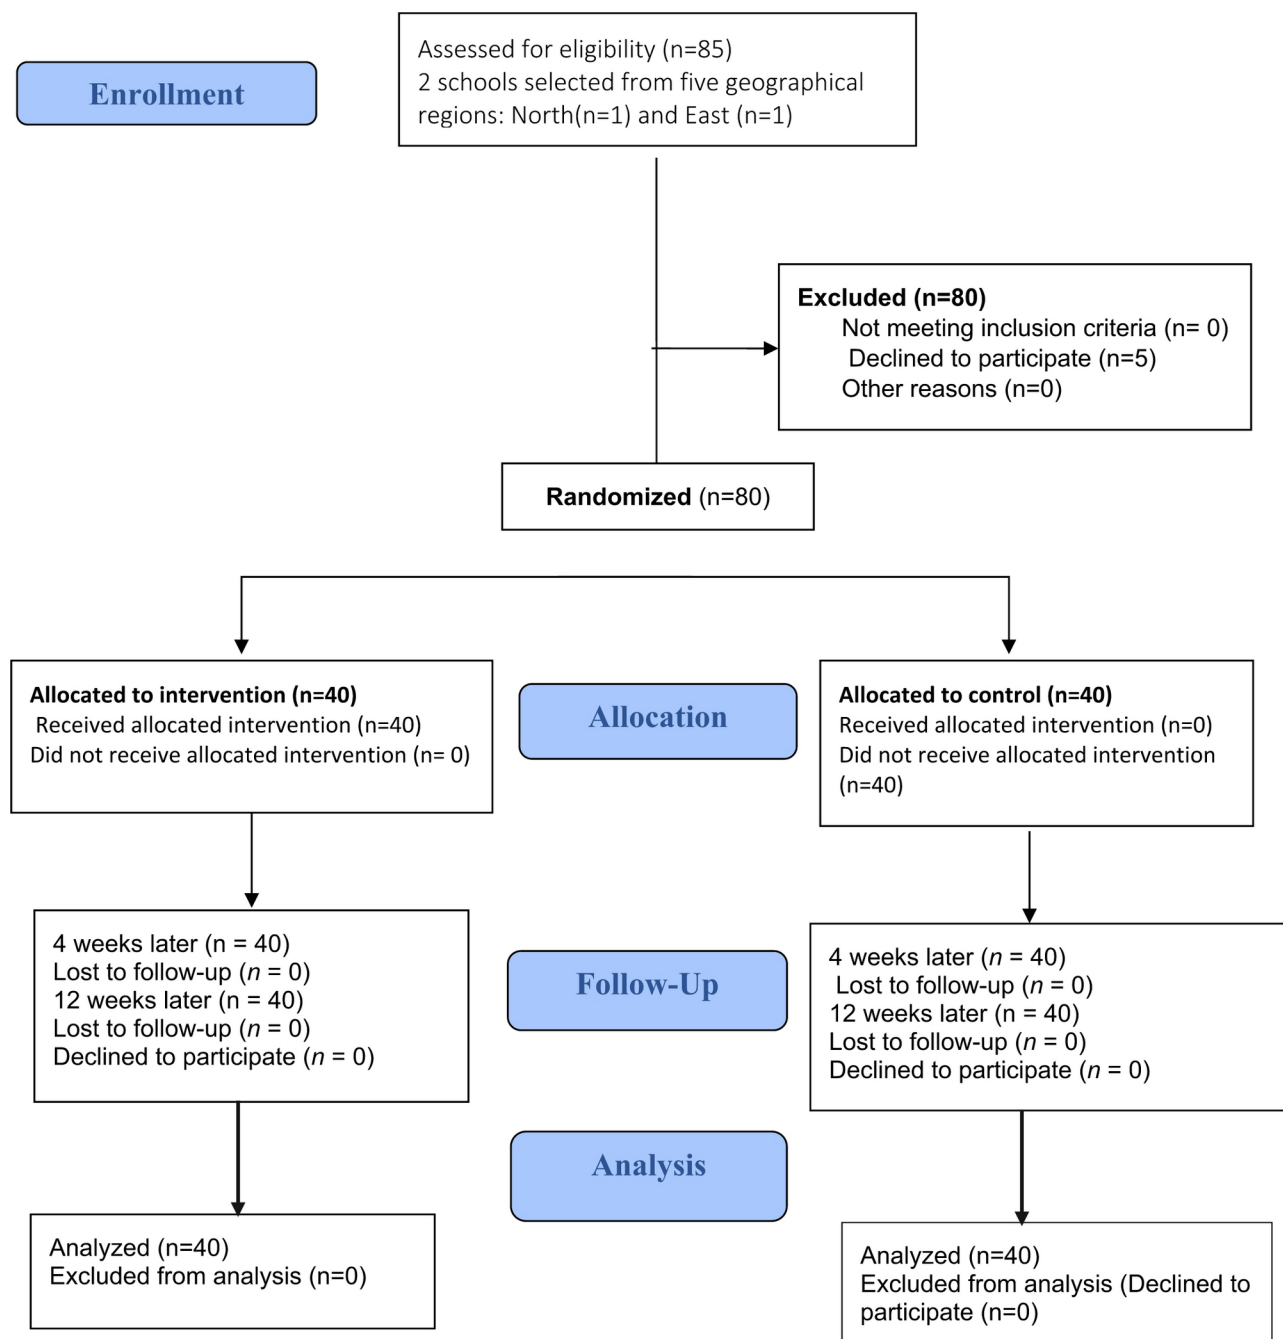 Enrollment
Assessed for eligibility (n=85)
2 schools selected from five geographical
regions: North(n=1) and East (n=1)
Excluded (n=80)
Not meeting inclusion criteria (n= 0)
Declined to participate (n=5)
Other reasons (n=0)
Randomized (n=80)
Allocated to intervention (n=40)
Received allocated intervention (n=40)
Did not receive allocated intervention (n= 0)
Allocation
Allocated to control (n=40)
Received allocated intervention (n=0)
Did not receive allocated intervention
(n=40)
4 weeks later (n = 40)
Lost to follow-up (n = 0)
12 weeks later (n = 40)
Lost to follow-up (n = 0)
Declined to participate (n = 0)
Follow-Up
4 weeks later (n = 40)
Lost to follow-up (n = 0)
12 weeks later (n = 40)
Lost to follow-up (n = 0)
Declined to participate (n = 0)
Analysis
Analyzed (n=40)
Excluded from analysis (n=0)
Analyzed (n=40)
Excluded from analysis (Declined to
participate (n=0)